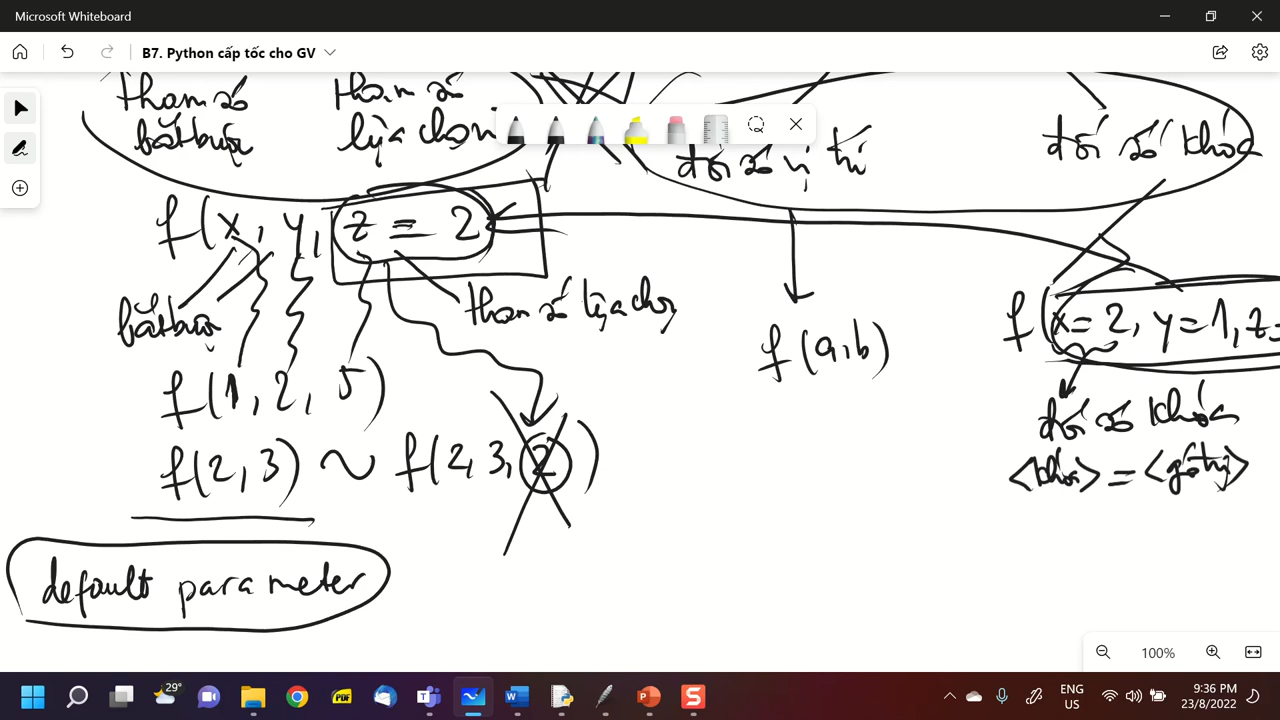 Microsoft Whiteboard
B7. Python cấp tốc cho GV
tham số bắt buộc
tham số lựa chọn
đối số vị trí
đối số khóa
f(x, y, z = 2
bắt buộc
tham số lựa chọn
f(a, b)
f(x=2, y=1, z=
f(1, 2, 5)
đối số khóa
f(2, 3) ~ f(2, 3, 2)
<khóa> = <giá trị>
default parameter
100%
29°
PDF
ENG
US
9:36 PM
23/8/2022